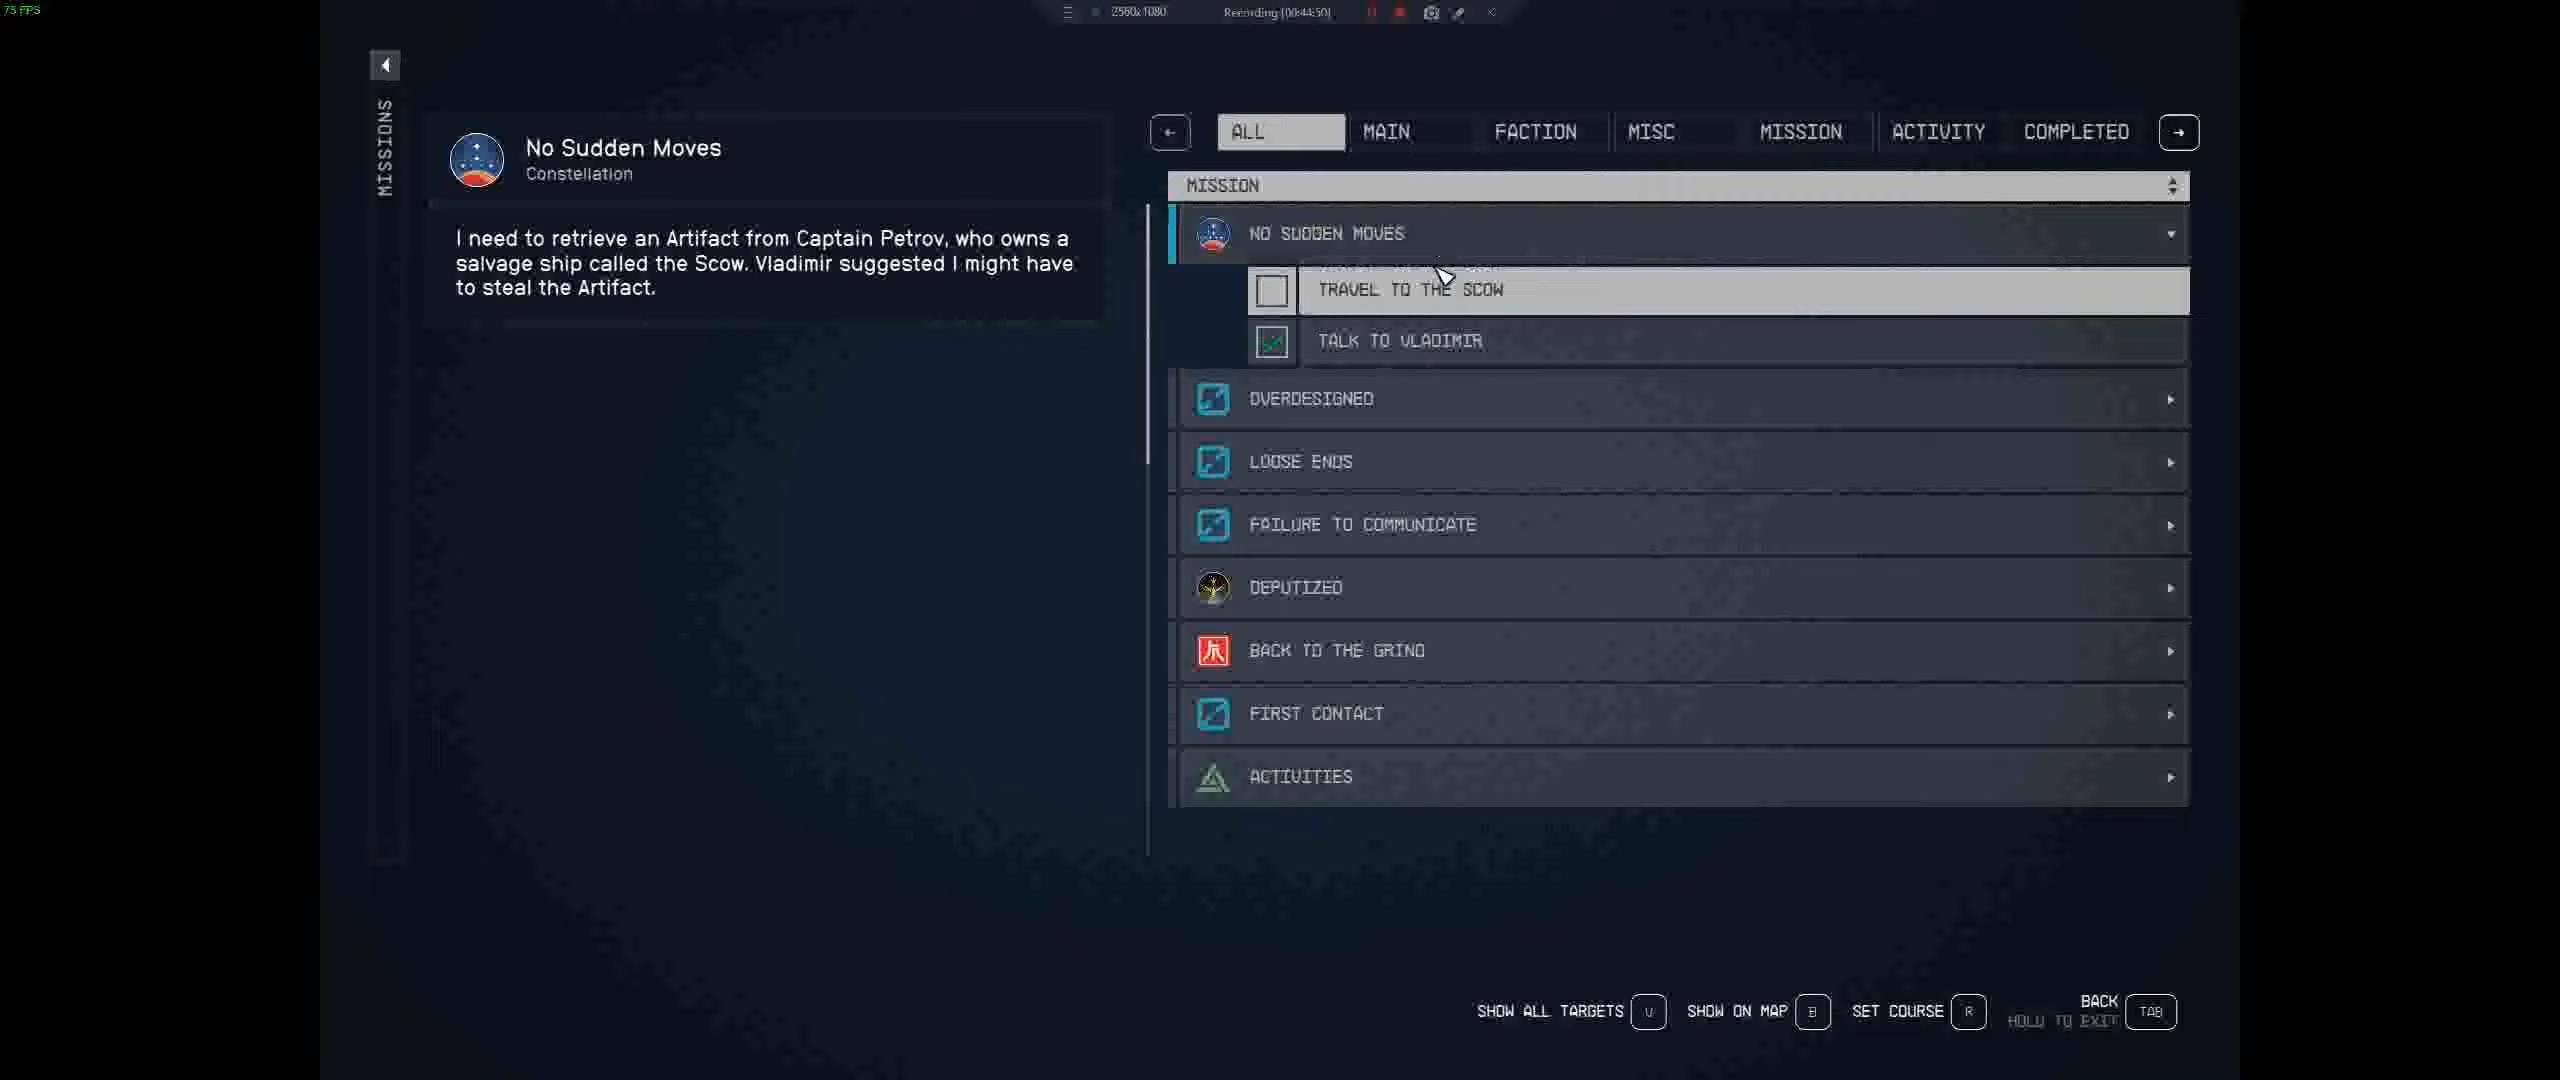 75 FPS
2560x1080
Recording [00:44:50]
MISSIONS
No Sudden Moves
Constellation
I need to retrieve an Artifact from Captain Petrov, who owns a
salvage ship called the Scow. Vladimir suggested I might have
to steal the Artifact.
ALL MAIN FACTION MISC MISSION ACTIVITY COMPLETED
MISSION
NO SUDDEN MOVES
TRAVEL TO THE SCOW
TALK TO VLADIMIR
OVERDESIGNED
LOOSE ENDS
FAILURE TO COMMUNICATE
DEPUTIZED
BACK TO THE GRIND
FIRST CONTACT
ACTIVITIES
SHOW ALL TARGETS U SHOW ON MAP B SET COURSE R BACK TAB
HOLD TO EXIT